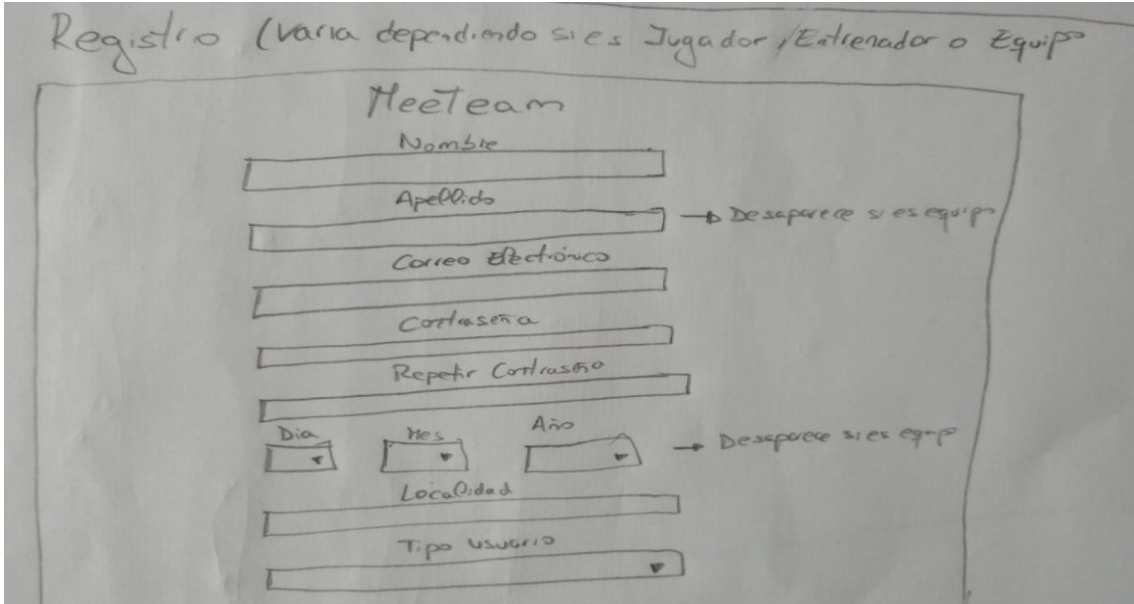 Registro (varia dependiendo si es Jugador/Entrenador o Equipo
MeeTeam
Nombre
Apellido
→ Desaparece si es equipo
Correo Electrónico
Contraseña
Repetir Contraseña
Dia Mes Año
→ Desaparece si es equipo
Localidad
Tipo usuario